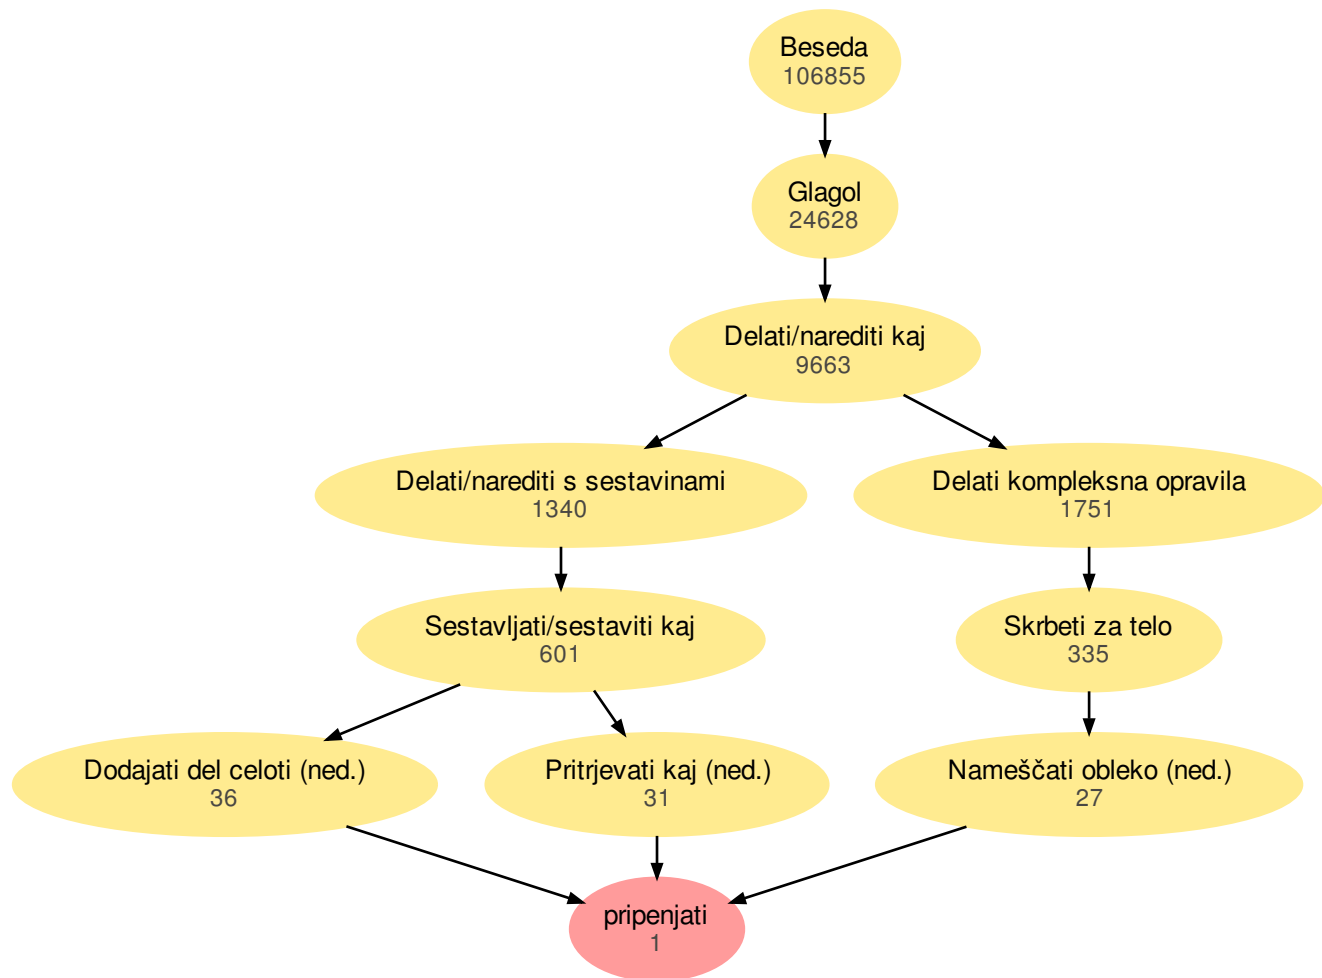 Beseda
106855
Glagol
24628
Delati/narediti kaj
9663
Delati/narediti s sestavinami
1340
Delati kompleksna opravila
1751
Sestavljati/sestaviti kaj
601
Skrbeti za telo
335
Dodajati del celoti (ned.)
36
Pritrjevati kaj (ned.)
31
Nameščati obleko (ned.)
27
pripenjati
1